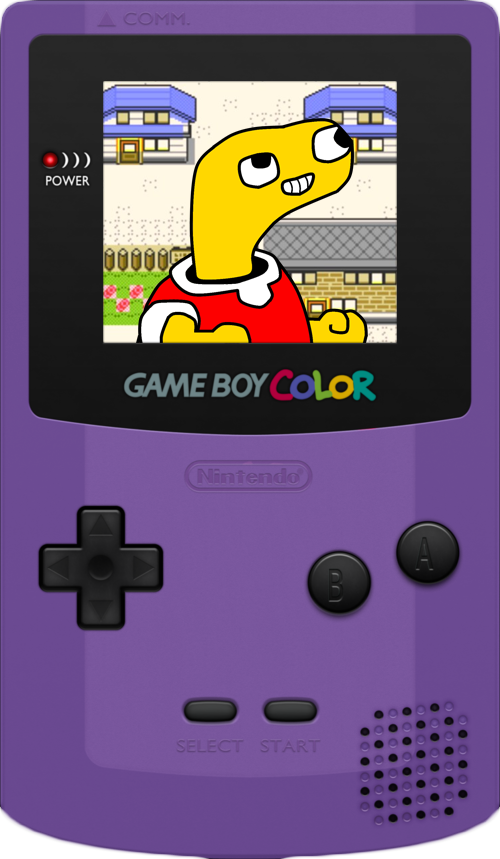 COMM.
POWER
GAME BOY COLOR
Nintendo®
B A
SELECT START